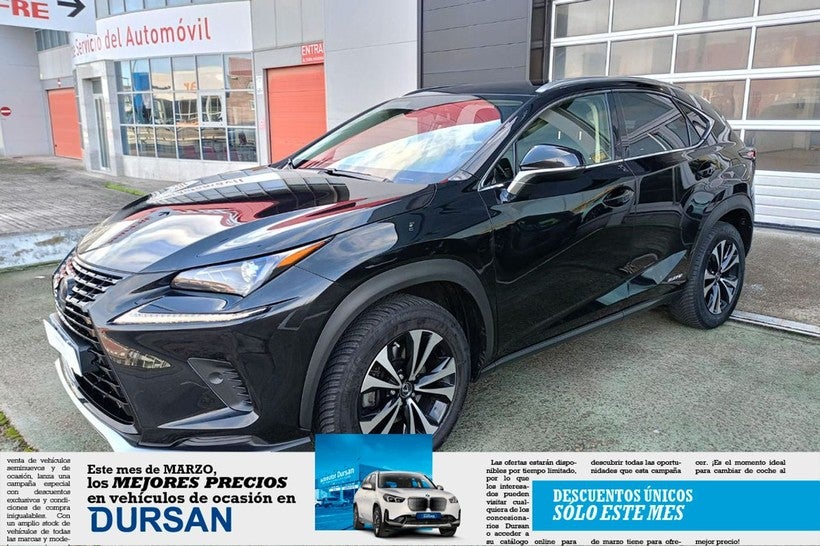 FRE →
e Servicio del Automóvil
ENTRA
venta de vehículos
seminuevos y de
ocasión, lanza una
campaña especial
con descuentos
exclusivos y condi-
ciones de compra
inigualables. Con
un amplio stock de
vehículos de todas
las marcas y mode-
Este mes de MARZO,
los MEJORES PRECIOS
en vehículos de ocasión en
DURSAN
Dursan
Las ofertas estarán dispo-
nibles por tiempo limitado,
por lo que
los interesa-
dos pueden
visitar cual-
quiera de los
concesiona-
rios Dursan
o acceder a
su catálogo online para
descubrir todas las oportu-
nidades que esta campaña
cer. ¡Es el momento ideal
para cambiar de coche al
DESCUENTOS ÚNICOS
SÓLO ESTE MES
de marzo tiene para ofre-
mejor precio!